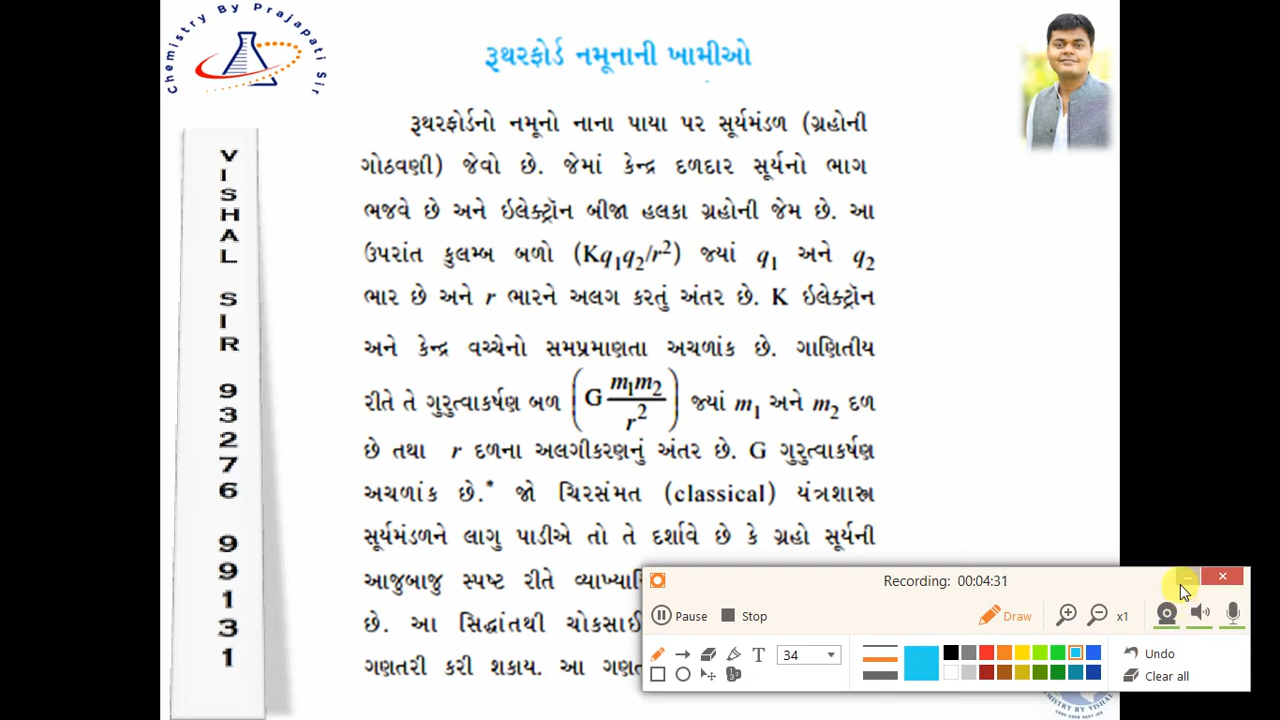 Chemistry By Prajapati Sir
રૂથરફોર્ડ નમૂનાની ખામીઓ
VISHAL SIR 93276 99131
રૂથરફોર્ડનો નમૂનો નાના પાયા પર સૂર્યમંડળ (ગ્રહોની
ગોઠવણી) જેવો છે. જેમાં કેન્દ્ર દળદાર સૂર્યનો ભાગ
ભજવે છે અને ઇલેક્ટ્રૉન બીજા હલકા ગ્રહોની જેમ છે. આ
ઉપરાંત કુલમ્બ બળો (Kq₁q₂/r²) જ્યાં q₁ અને q₂
ભાર છે અને r ભારને અલગ કરતું અંતર છે. K ઇલેક્ટ્રૉન
અને કેન્દ્ર વચ્ચેનો સમપ્રમાણતા અચળાંક છે. ગાણિતીય
રીતે તે ગુરુત્વાકર્ષણ બળ (G m₁m₂/r²) જ્યાં m₁ અને m₂ દળ
છે તથા r દળના અલગીકરણનું અંતર છે. G ગુરુત્વાકર્ષણ
અચળાંક છે.* જો ચિરસંમત (classical) યંત્રશાસ્ત્ર
સૂર્યમંડળને લાગુ પાડીએ તો તે દર્શાવે છે કે ગ્રહો સૂર્યની
આજુબાજુ સ્પષ્ટ રીતે
છે. આ સિદ્ધાંતથી
ગણતરી કરી શકાય. આ
Recording: 00:04:31
Pause Stop Draw x1
T 34 Undo
Clear all